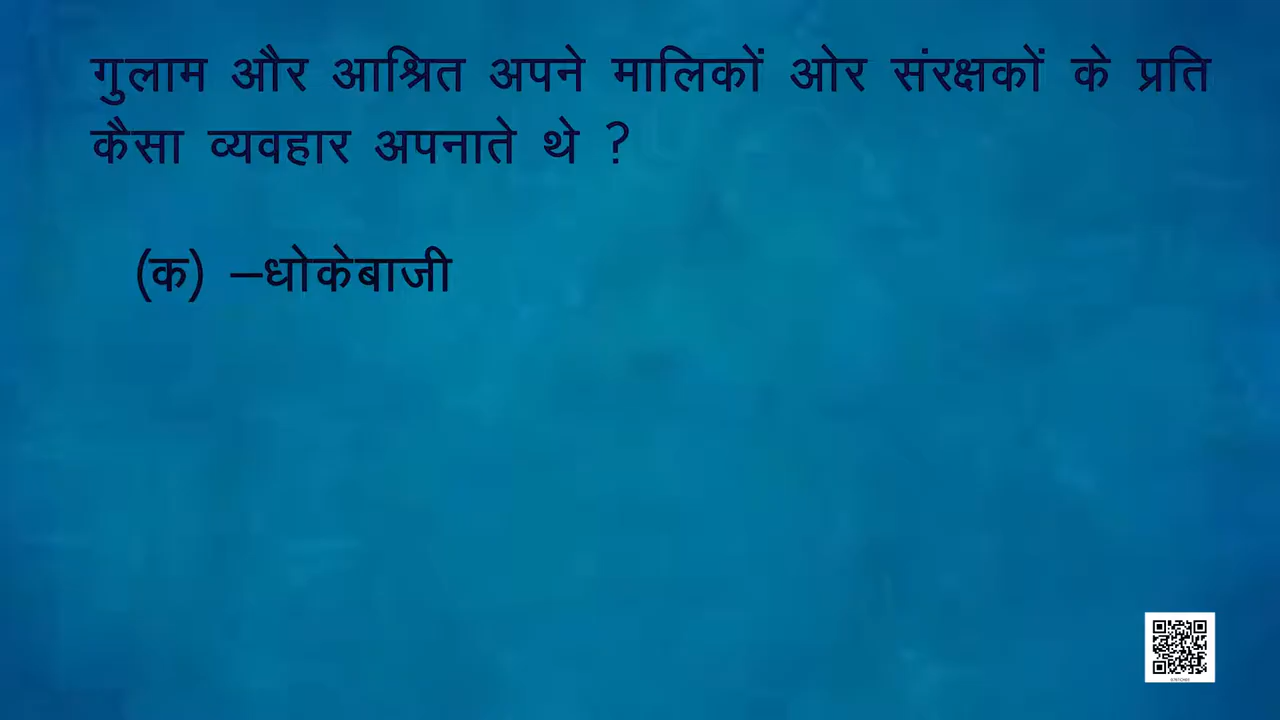 गुलाम और आश्रित अपने मालिकों ओर संरक्षकों के प्रति
कैसा व्यवहार अपनाते थे ?
(क) –धोकेबाजी